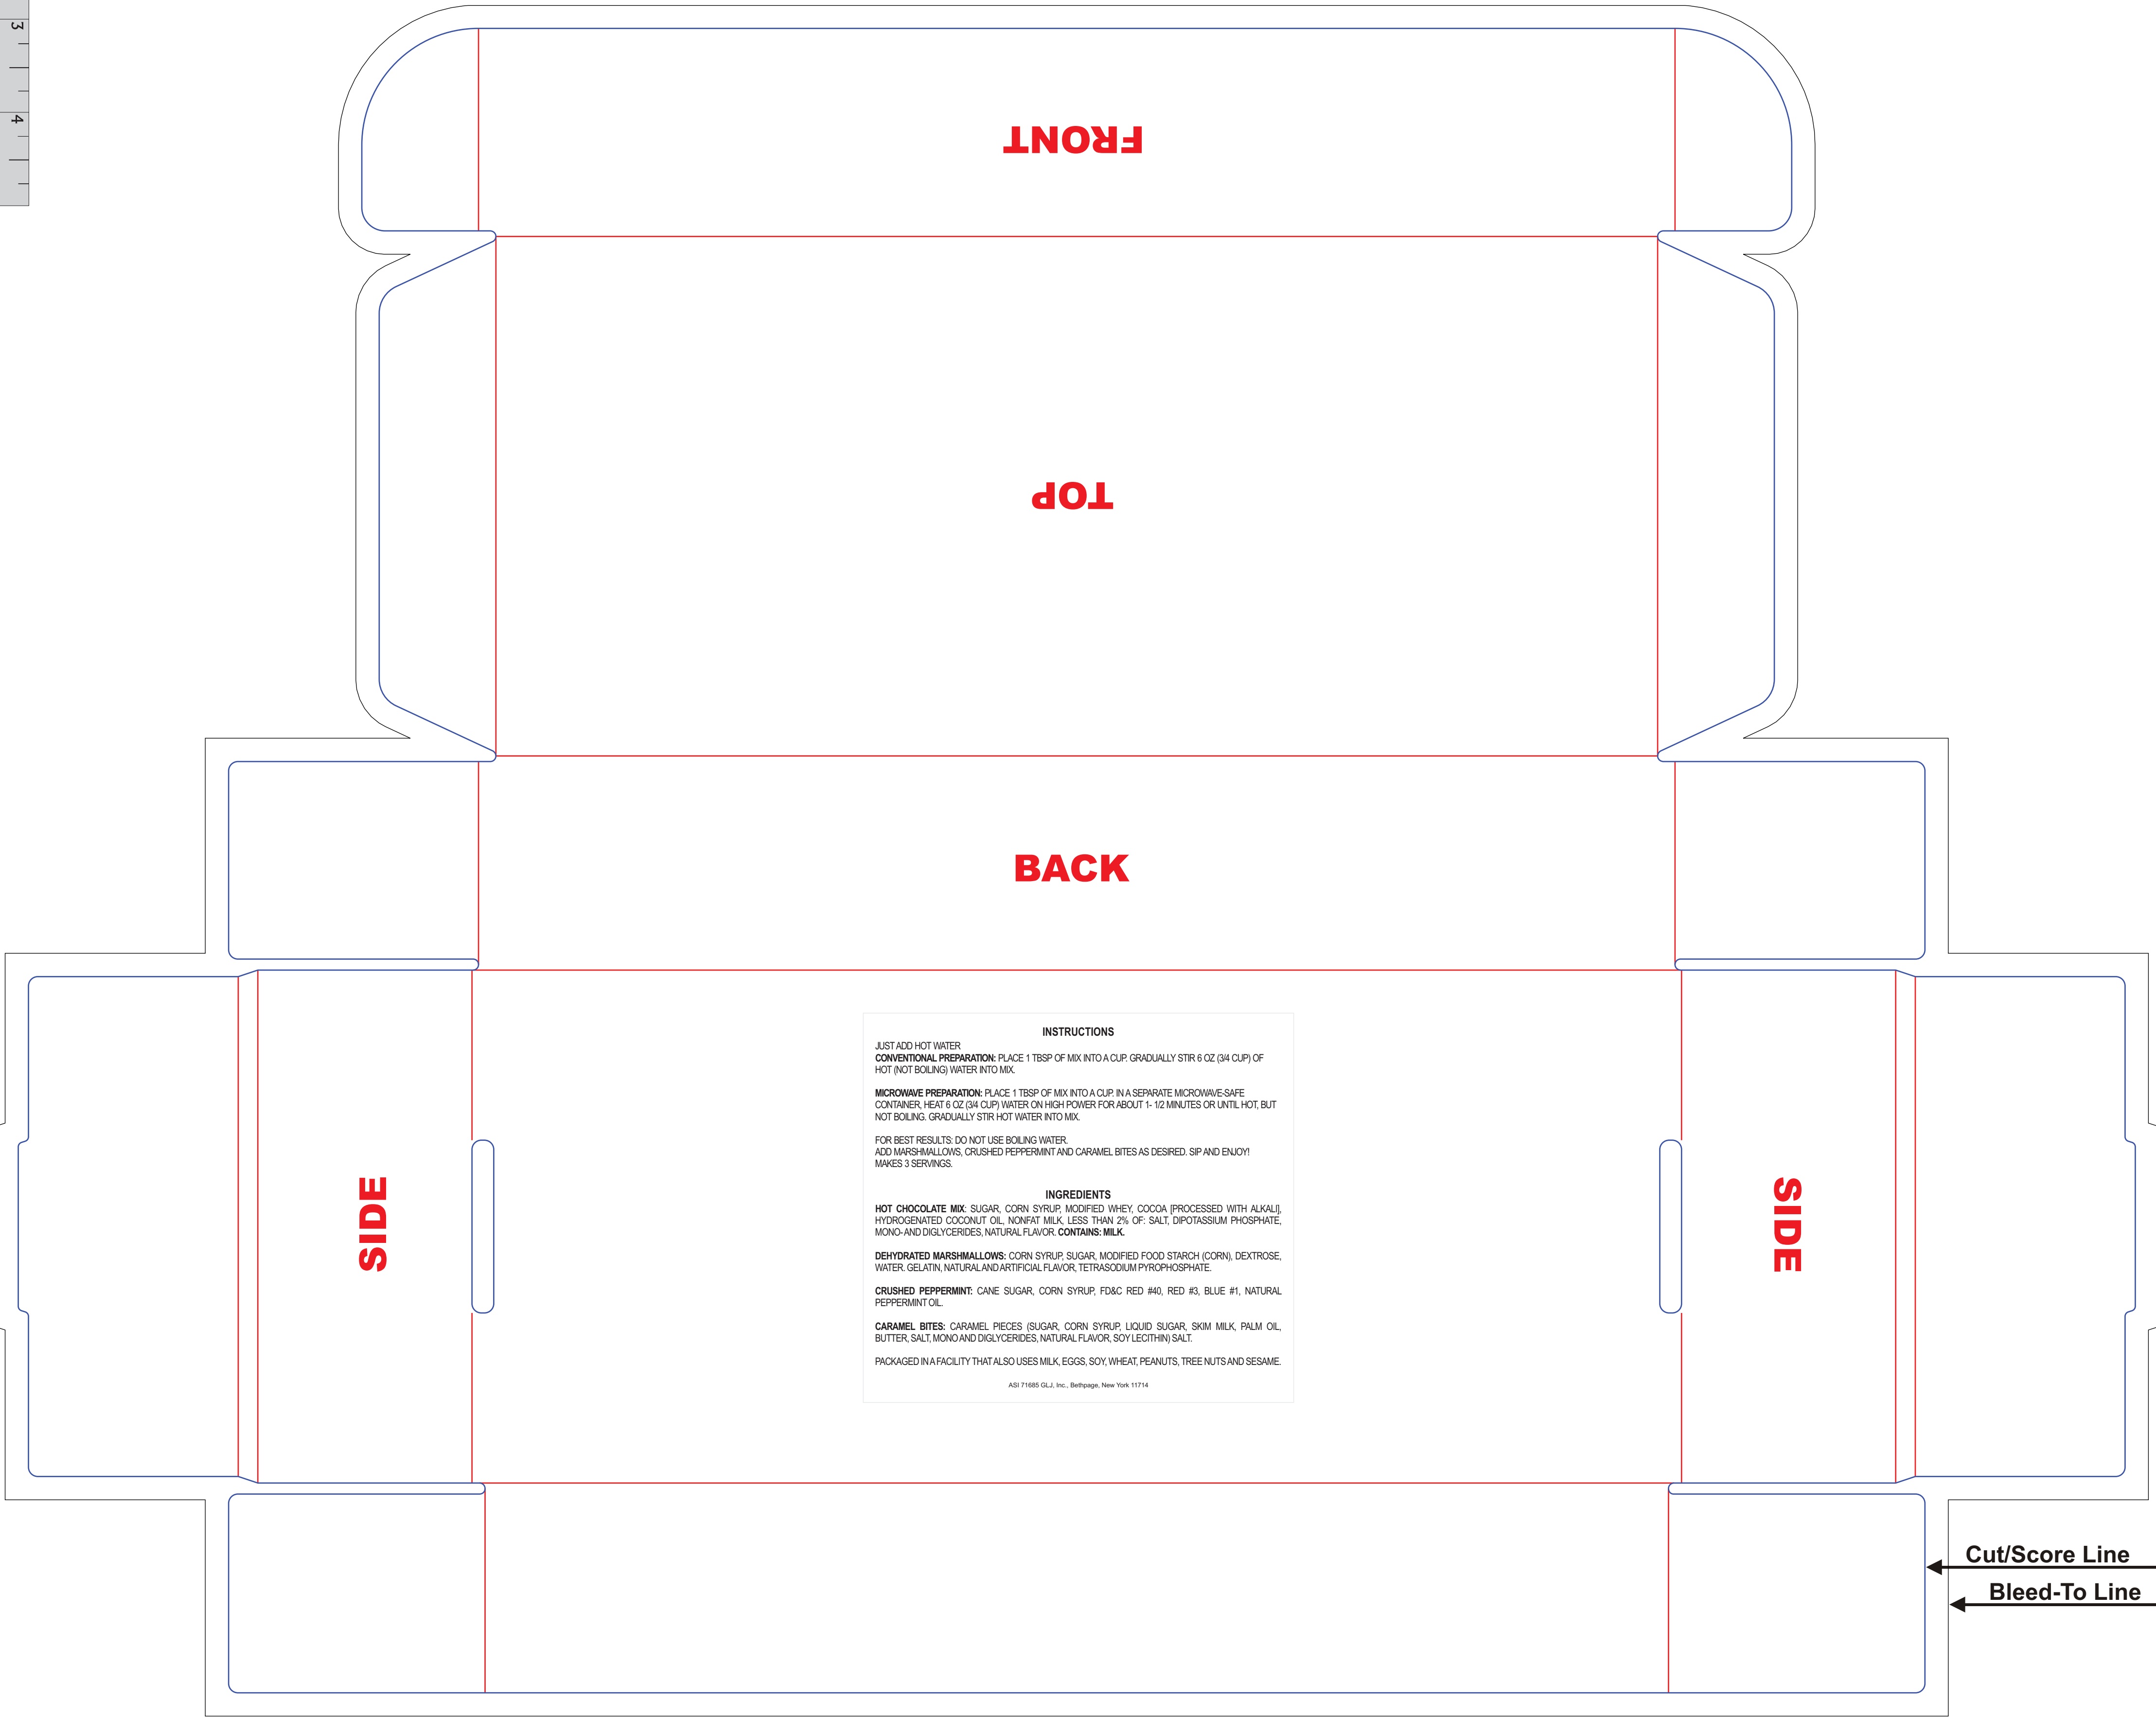 3
4
FRONT
TOP
BACK
INSTRUCTIONS
JUST ADD HOT WATER
CONVENTIONAL PREPARATION: PLACE 1 TBSP OF MIX INTO A CUP. GRADUALLY STIR 6 OZ (3/4 CUP) OF
HOT (NOT BOILING) WATER INTO MIX.
MICROWAVE PREPARATION: PLACE 1 TBSP OF MIX INTO A CUP. IN A SEPARATE MICROWAVE-SAFE
CONTAINER, HEAT 6 OZ (3/4 CUP) WATER ON HIGH POWER FOR ABOUT 1- 1/2 MINUTES OR UNTIL HOT, BUT
NOT BOILING. GRADUALLY STIR HOT WATER INTO MIX.
FOR BEST RESULTS: DO NOT USE BOILING WATER.
ADD MARSHMALLOWS, CRUSHED PEPPERMINT AND CARAMEL BITES AS DESIRED. SIP AND ENJOY!
MAKES 3 SERVINGS.
INGREDIENTS
HOT CHOCOLATE MIX: SUGAR, CORN SYRUP, MODIFIED WHEY, COCOA [PROCESSED WITH ALKALI],
HYDROGENATED COCONUT OIL, NONFAT MILK, LESS THAN 2% OF: SALT, DIPOTASSIUM PHOSPHATE,
MONO- AND DIGLYCERIDES, NATURAL FLAVOR. CONTAINS: MILK.
DEHYDRATED MARSHMALLOWS: CORN SYRUP, SUGAR, MODIFIED FOOD STARCH (CORN), DEXTROSE,
WATER. GELATIN, NATURAL AND ARTIFICIAL FLAVOR, TETRASODIUM PYROPHOSPHATE.
CRUSHED PEPPERMINT: CANE SUGAR, CORN SYRUP, FD&C RED #40, RED #3, BLUE #1, NATURAL
PEPPERMINT OIL.
CARAMEL BITES: CARAMEL PIECES (SUGAR, CORN SYRUP, LIQUID SUGAR, SKIM MILK, PALM OIL,
BUTTER, SALT, MONO AND DIGLYCERIDES, NATURAL FLAVOR, SOY LECITHIN) SALT.
PACKAGED IN A FACILITY THAT ALSO USES MILK, EGGS, SOY, WHEAT, PEANUTS, TREE NUTS AND SESAME.
ASI 71685 GLJ, Inc., Bethpage, New York 11714
SIDE
SIDE
Cut/Score Line
Bleed-To Line